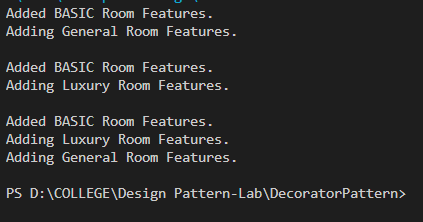 Added BASIC Room Features.
Adding General Room Features.
Added BASIC Room Features.
Adding Luxury Room Features.
Added BASIC Room Features.
Adding Luxury Room Features.
Adding General Room Features.
PS D:\COLLEGE\Design Pattern-Lab\DecoratorPattern>